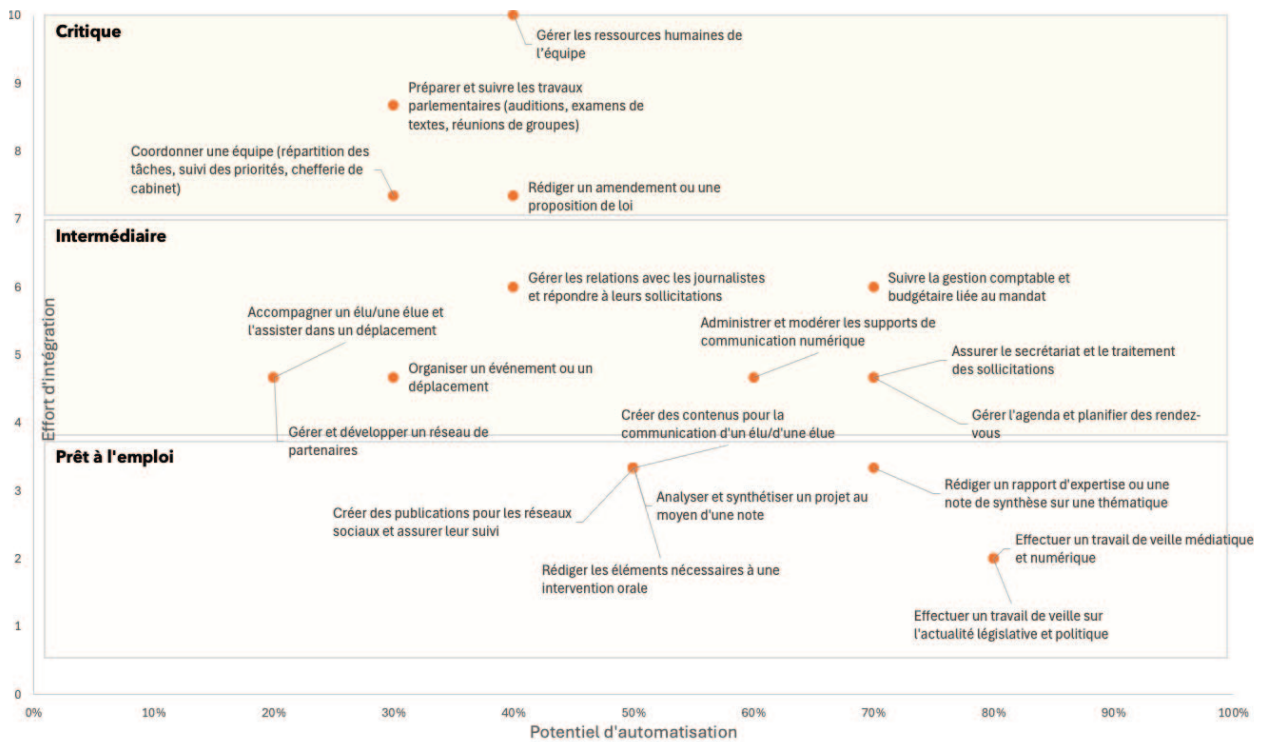 10
Critique
Gérer les ressources humaines de
l'équipe
9
Préparer et suivre les travaux
parlementaires (auditions, examens de
textes, réunions de groupes)
8
Coordonner une équipe (répartition des
tâches, suivi des priorités, chefferie de
cabinet)
Rédiger un amendement ou une
proposition de loi
7
Intermédiaire
6
Gérer les relations avec les journalistes
et répondre à leurs sollicitations
Suivre la gestion comptable et
budgétaire liée au mandat
Accompagner un élu/une élue et
l'assister dans un déplacement
Administrer et modérer les supports de
communication numérique
5
Assurer le secrétariat et le traitement
des sollicitations
Organiser un événement ou un
déplacement
Effort d'intégration
4
Créer des contenus pour la
communication d'un élu/d'une élue
Gérer l'agenda et planifier des rendez-
vous
Gérer et développer un réseau de
partenaires
Prêt à l'emploi
3
Créer des publications pour les réseaux
sociaux et assurer leur suivi
Analyser et synthétiser un projet au
moyen d'une note
Rédiger un rapport d'expertise ou une
note de synthèse sur une thématique
2
Rédiger les éléments nécessaires à une
intervention orale
Effectuer un travail de veille médiatique
et numérique
1
Effectuer un travail de veille sur
l'actualité législative et politique
0
0%
10%
20%
30%
40%
50%
60%
70%
80%
90%
100%
Potentiel d'automatisation